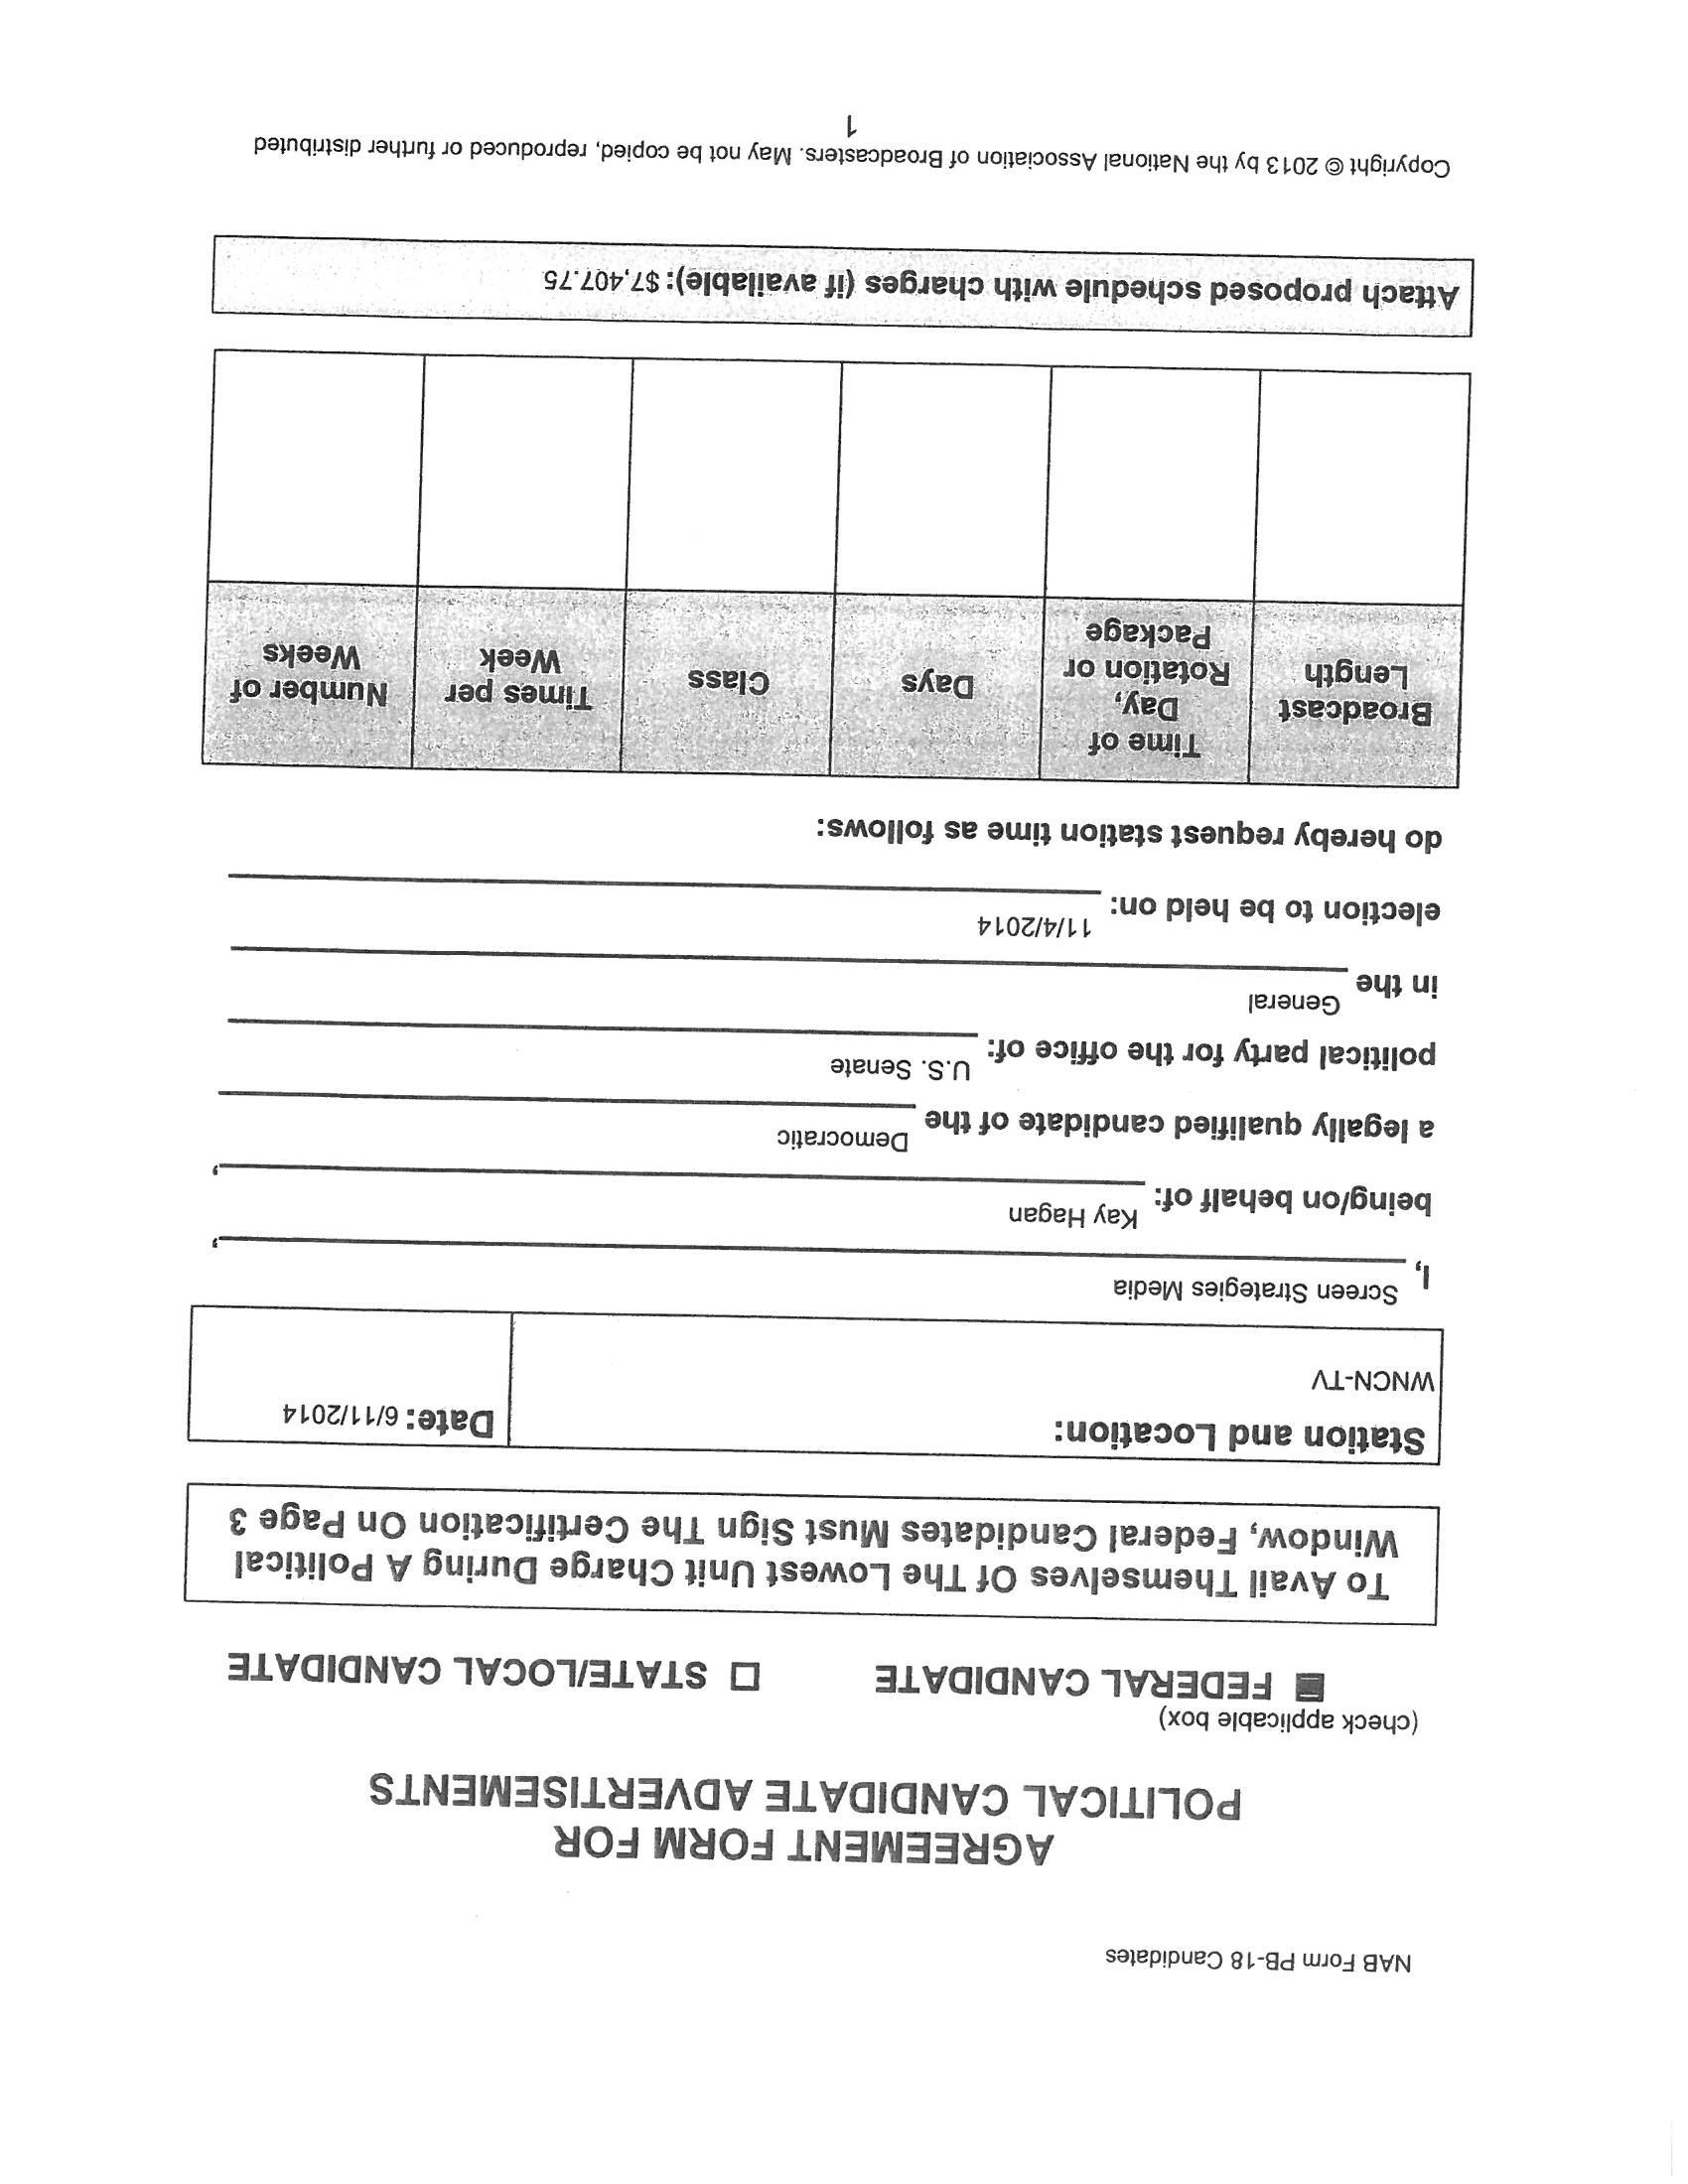 NAB Form PB-18 Candidates
AGREEMENT FORM FOR
POLITICAL CANDIDATE ADVERTISEMENTS
(check applicable box)
■ FEDERAL CANDIDATE ☐ STATE/LOCAL CANDIDATE
To Avail Themselves Of The Lowest Unit Charge During A Political
Window, Federal Candidates Must Sign The Certification On Page 3
Station and Location:
WNCN-TV
Date: 6/11/2014
I, Screen Strategies Media,
being/on behalf of: Kay Hagan,
a legally qualified candidate of the Democratic
political party for the office of: U.S. Senate
in the General
election to be held on: 11/4/2014
do hereby request station time as follows:
Broadcast
Length
Time of
Day,
Rotation or
Package
Days
Class
Times per
Week
Number of
Weeks
Attach proposed schedule with charges (if available): $7,407.75
Copyright © 2013 by the National Association of Broadcasters. May not be copied, reproduced or further distributed
1